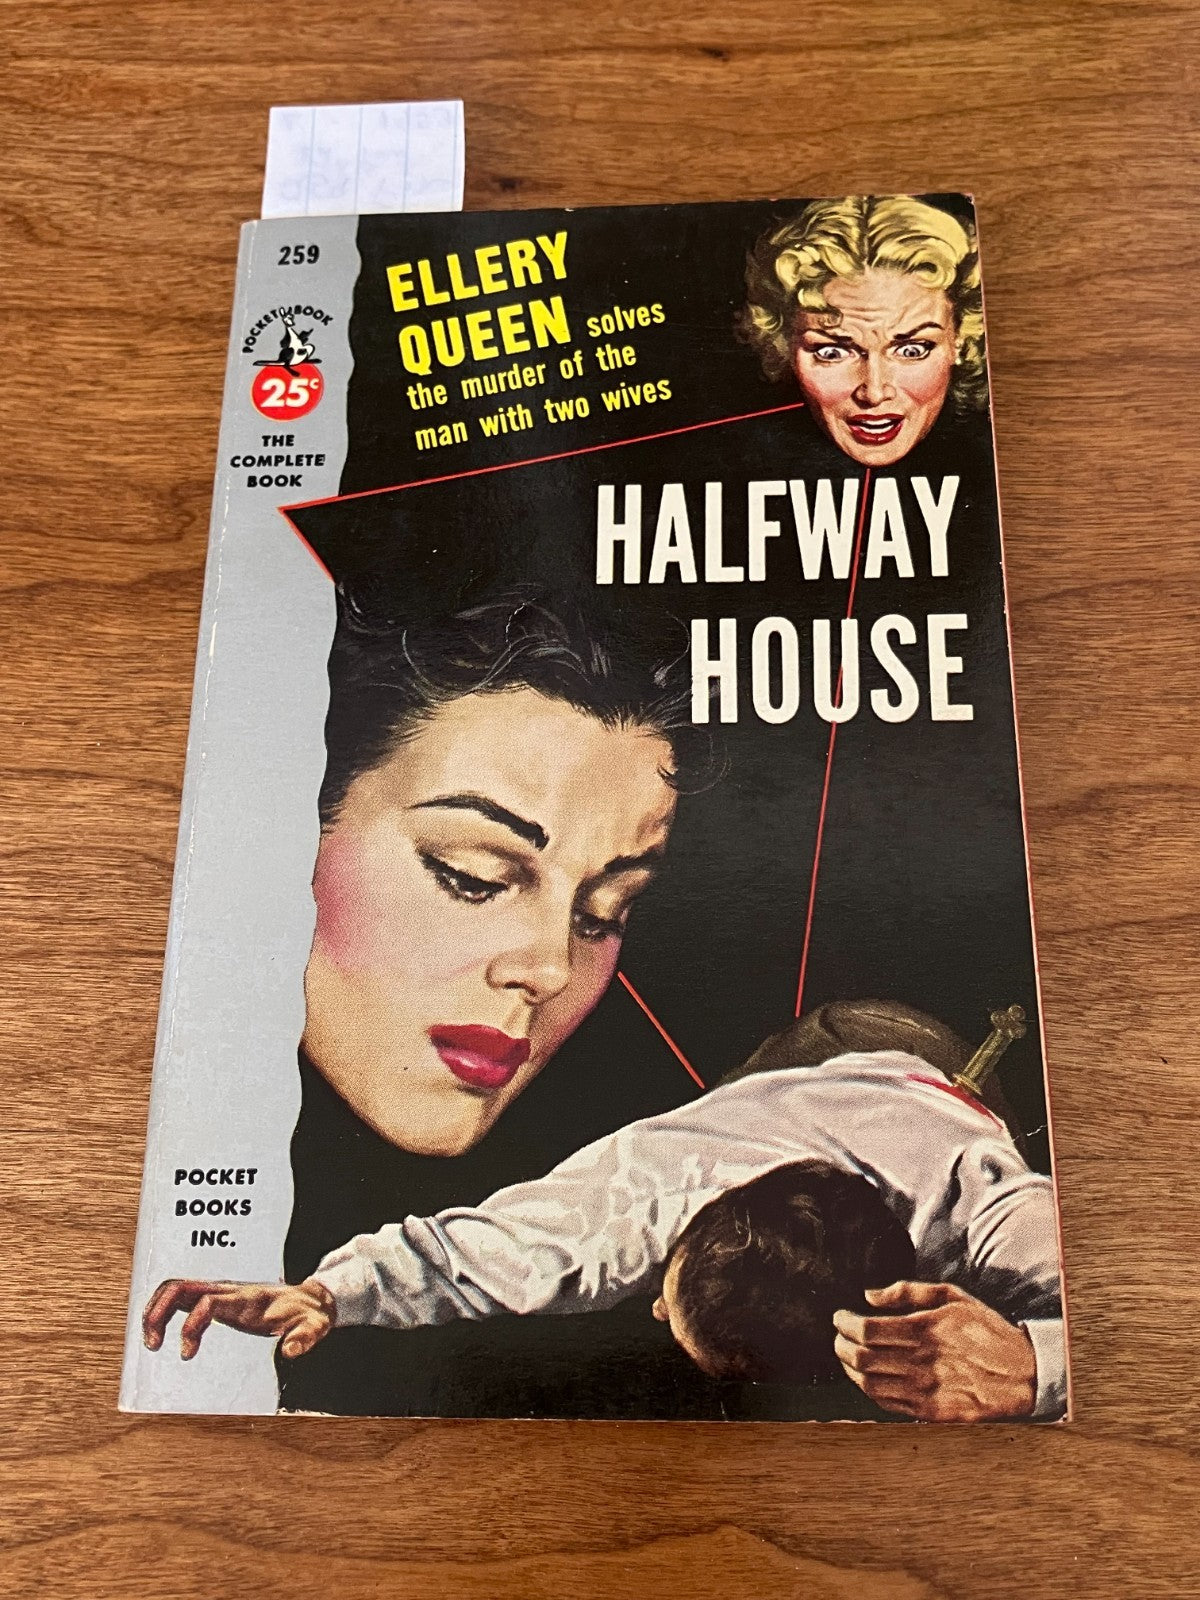 259
POCKET BOOK
25¢
THE
COMPLETE
BOOK
ELLERY
QUEEN solves
the murder of the
man with two wives
HALFWAY
HOUSE
POCKET
BOOKS
INC.